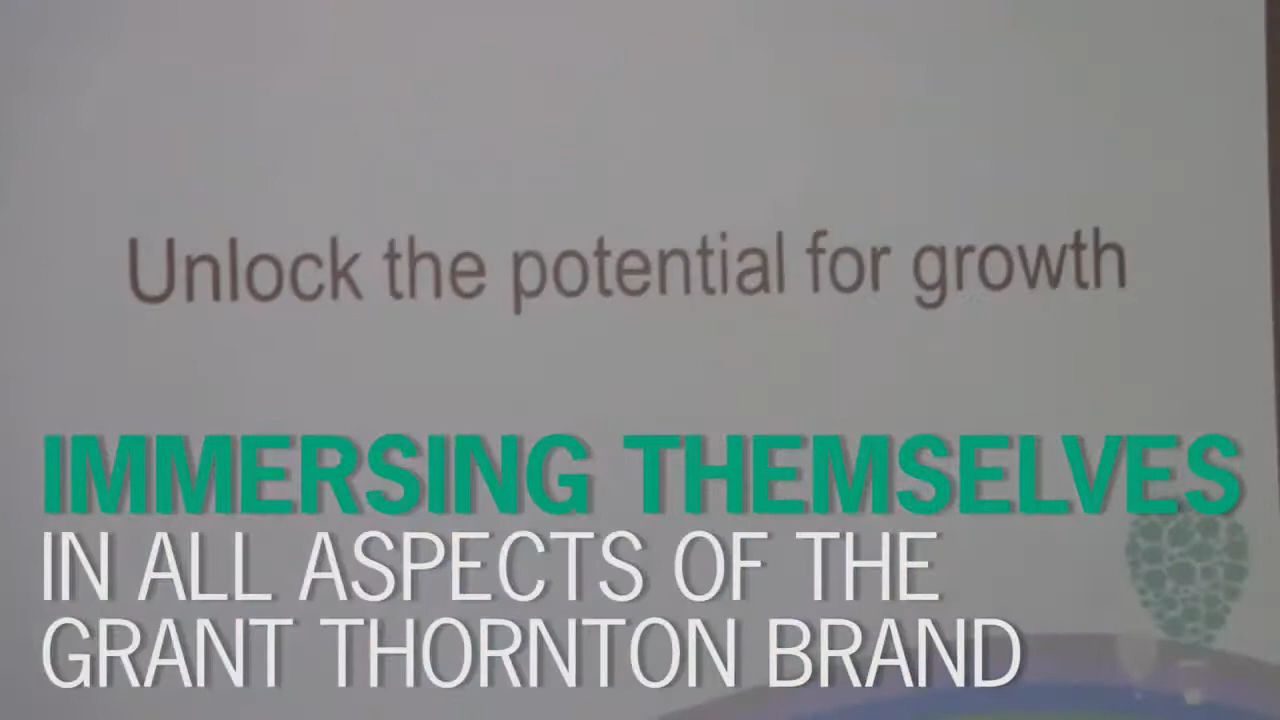 Unlock the potential for growth
IMMERSING THEMSELVES
IN ALL ASPECTS OF THE
GRANT THORNTON BRAND